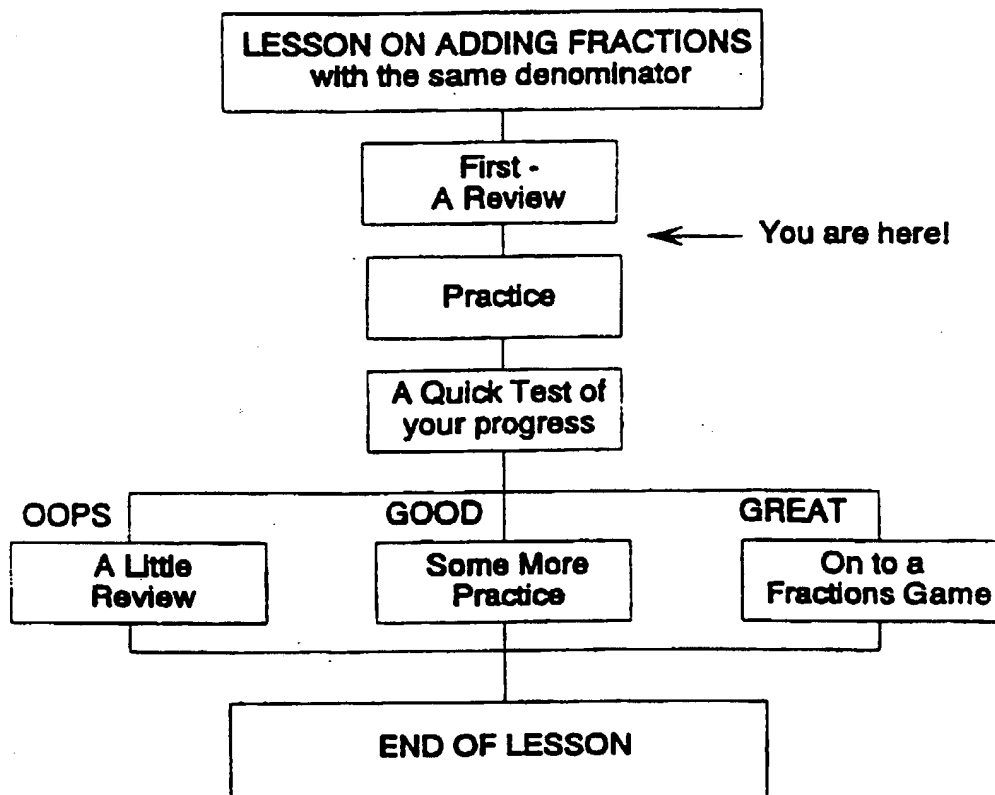 LESSON ON ADDING FRACTIONS
with the same denominator
First -
A Review
You are here!
Practice
A Quick Test of
your progress
OOPS
GOOD
GREAT
A Little
Review
Some More
Practice
On to a
Fractions Game
END OF LESSON